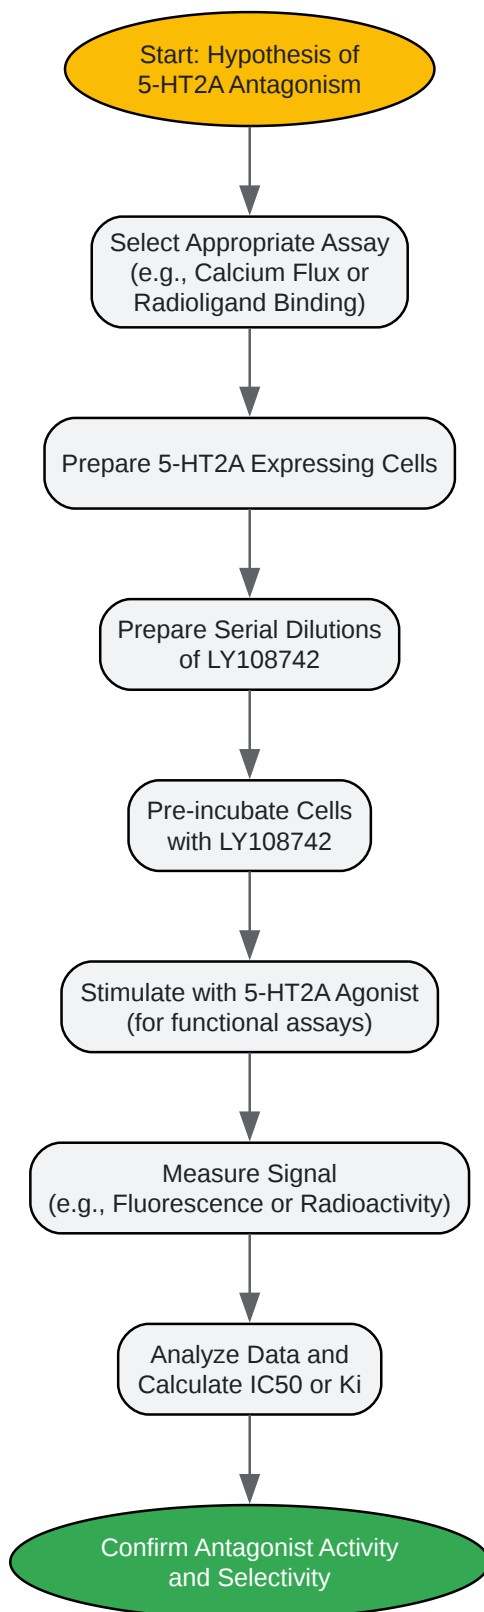 Start: Hypothesis of
5-HT2A Antagonism
Select Appropriate Assay
(e.g., Calcium Flux or
Radioligand Binding)
Prepare 5-HT2A Expressing Cells
Prepare Serial Dilutions
of LY108742
Pre-incubate Cells
with LY108742
Stimulate with 5-HT2A Agonist
(for functional assays)
Measure Signal
(e.g., Fluorescence or Radioactivity)
Analyze Data and
Calculate IC50 or Ki
Confirm Antagonist Activity
and Selectivity